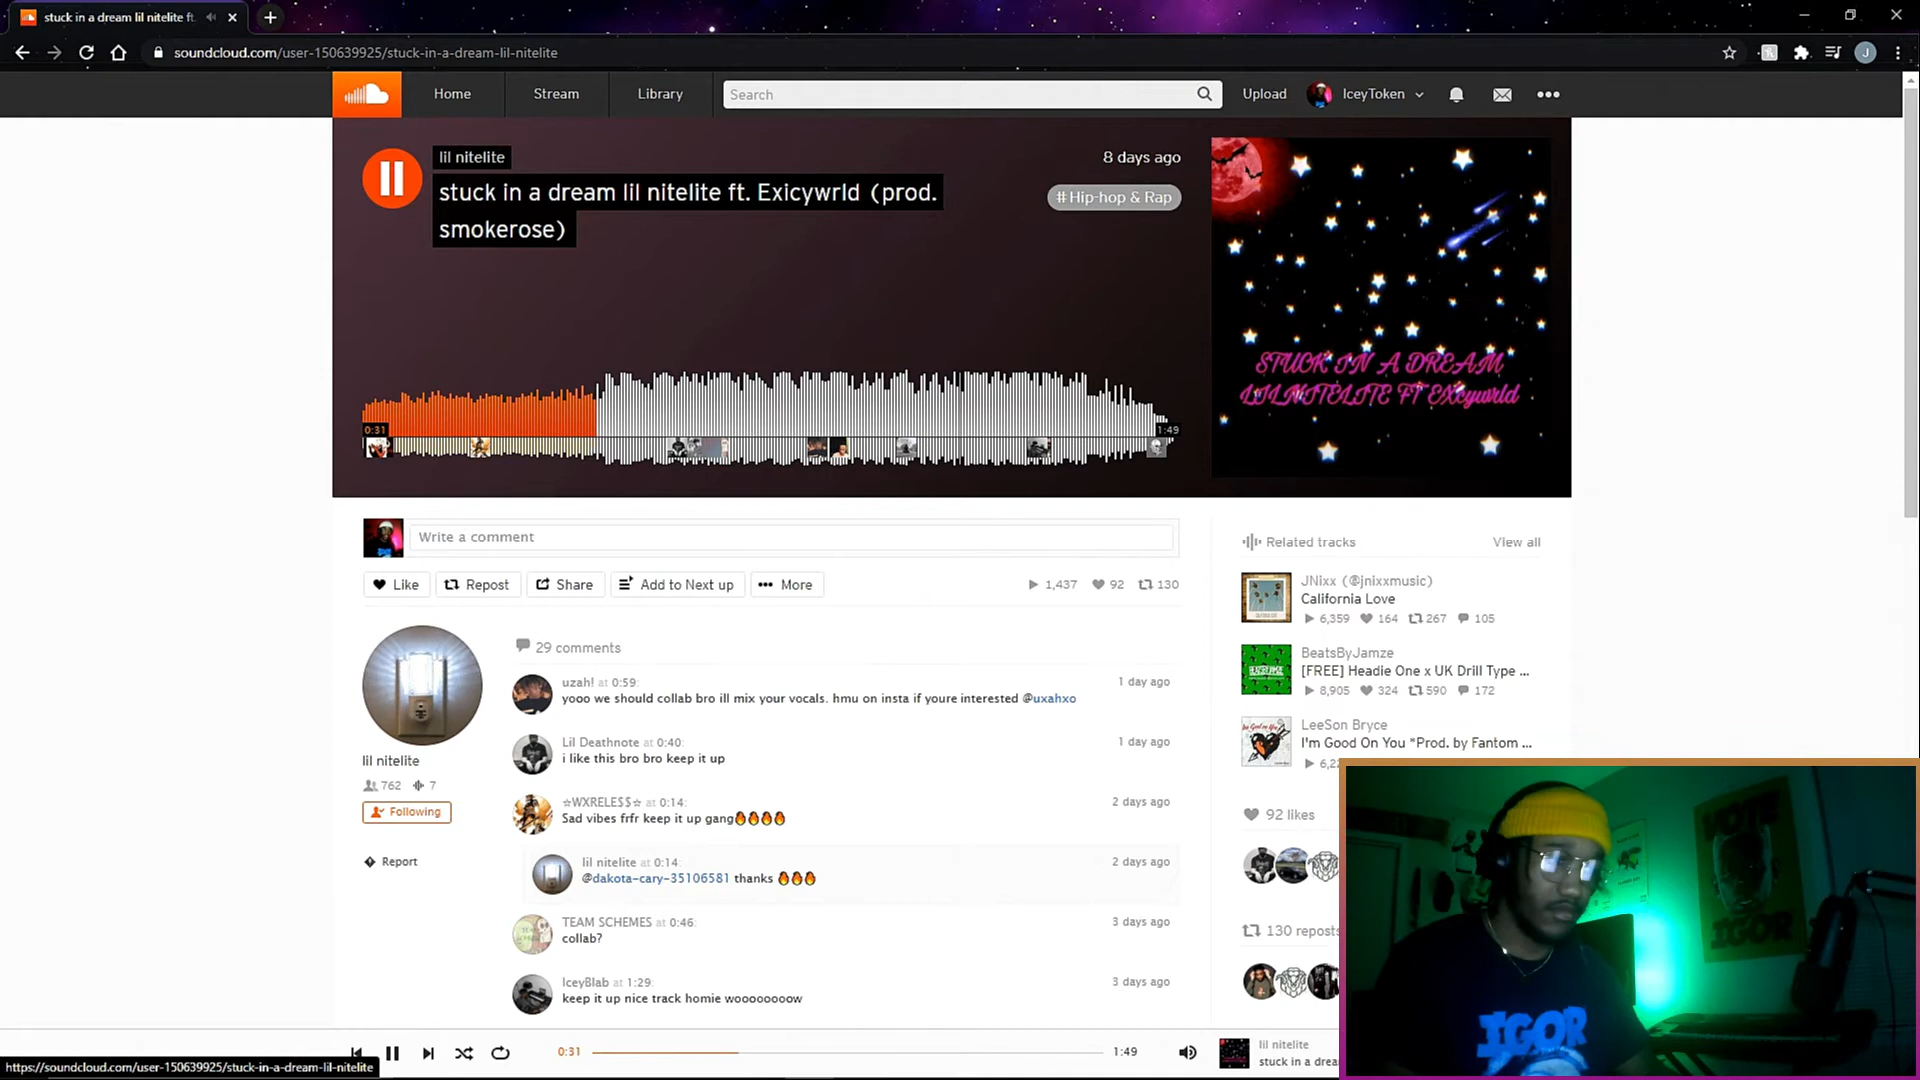 stuck in a dream lil nitelite ft.
soundcloud.com/user-150639925/stuck-in-a-dream-lil-nitelite
J
Home
Stream
Library
Search
Upload
IceyToken
lil nitelite
8 days ago
stuck in a dream lil nitelite ft. Exicywrld (prod.
smokerose)
# Hip-hop & Rap
STUCK IN A DREAM
LIL NITELITE FT EXcywrld
0:31
1:49
Write a comment
Like
Repost
Share
Add to Next up
More
1,437
92
130
lil nitelite
762
7
Following
Report
29 comments
uzah! at 0:59:
1 day ago
yooo we should collab bro ill mix your vocals. hmu on insta if youre interested @uxahxo
Lil Deathnote at 0:40:
1 day ago
i like this bro bro keep it up
☆WXRELE$$☆ at 0:14:
2 days ago
Sad vibes frfr keep it up gang🔥🔥🔥🔥
lil nitelite at 0:14:
2 days ago
@dakota-cary-35106581 thanks 🔥🔥🔥
TEAM SCHEMES at 0:46:
3 days ago
collab?
IceyBlab at 1:29:
3 days ago
keep it up nice track homie woooooooow
Related tracks
View all
JNixx (@jnixxmusic)
California Love
6,359 164 267 105
BeatsByJamze
[FREE] Headie One x UK Drill Type ...
8,905 324 590 172
LeeSon Bryce
I'm Good On You *Prod. by Fantom ...
6,22
92 likes
130 reposts
VOTE
IGOR
IGOR
0:31
1:49
lil nitelite
stuck in a drea
https://soundcloud.com/user-150639925/stuck-in-a-dream-lil-nitelite